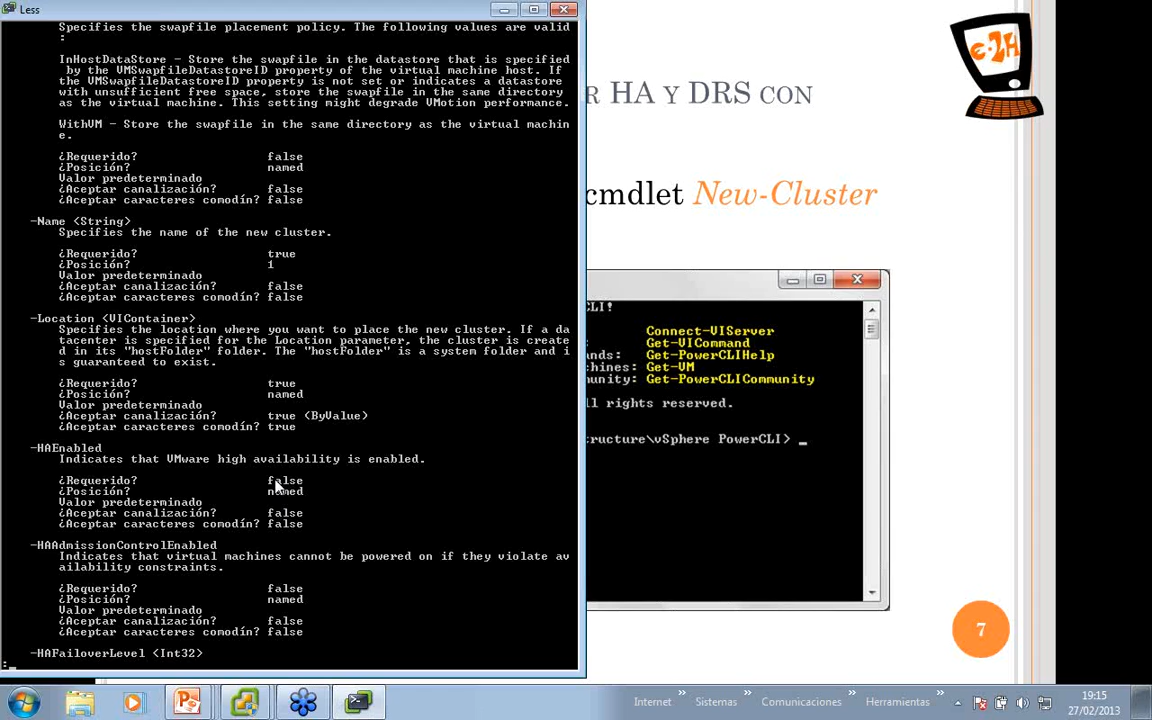 Less
Specifies the swapfile placement policy. The following values are valid
:
InHostDataStore - Store the swapfile in the datastore that is specified
by the VMSwapfileDatastoreID property of the virtual machine host. If
the VMSwapfileDatastoreID property is not set or indicates a datastore
with unsufficient free space, store the swapfile in the same directory
as the virtual machine. This setting might degrade VMotion performance.
WithVM - Store the swapfile in the same directory as the virtual machin
e.
¿Requerido? false
¿Posición? named
Valor predeterminado
¿Aceptar canalización? false
¿Aceptar caracteres comodín? false
-Name <String>
Specifies the name of the new cluster.
¿Requerido? true
¿Posición? 1
Valor predeterminado
¿Aceptar canalización? false
¿Aceptar caracteres comodín? false
-Location <VIContainer>
Specifies the location where you want to place the new cluster. If a da
tacenter is specified for the Location parameter, the cluster is create
d in its "hostFolder" folder. The "hostFolder" is a system folder and i
s guaranteed to exist.
¿Requerido? true
¿Posición? named
Valor predeterminado
¿Aceptar canalización? true (ByValue)
¿Aceptar caracteres comodín? true
-HAEnabled
Indicates that VMware high availability is enabled.
¿Requerido? false
¿Posición? named
Valor predeterminado
¿Aceptar canalización? false
¿Aceptar caracteres comodín? false
-HAAdmissionControlEnabled
Indicates that virtual machines cannot be powered on if they violate av
ailability constraints.
¿Requerido? false
¿Posición? named
Valor predeterminado
¿Aceptar canalización? false
¿Aceptar caracteres comodín? false
-HAFailoverLevel <Int32>
:
e-2H
R HA Y DRS CON
cmdlet New-Cluster
CLI!
Connect-VIServer
: Get-VICommand
ands: Get-PowerCLIHelp
chines: Get-VM
munity: Get-PowerCLICommunity
ll rights reserved.
structure\vSphere PowerCLI> _
7
Internet » Sistemas » Comunicaciones » Herramientas »
19:15
27/02/2013